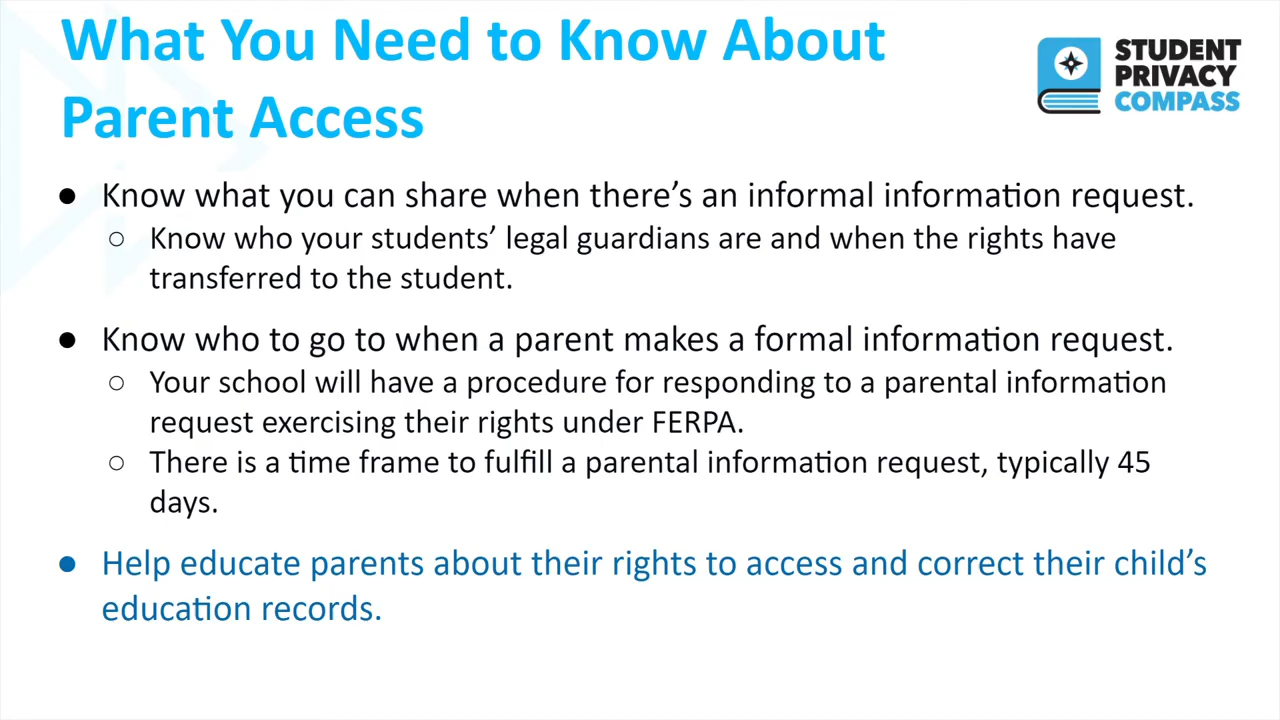 What You Need to Know About
Parent Access
STUDENT
PRIVACY
COMPASS
● Know what you can share when there’s an informal information request.
○ Know who your students’ legal guardians are and when the rights have
transferred to the student.
● Know who to go to when a parent makes a formal information request.
○ Your school will have a procedure for responding to a parental information
request exercising their rights under FERPA.
○ There is a time frame to fulfill a parental information request, typically 45
days.
● Help educate parents about their rights to access and correct their child’s
education records.